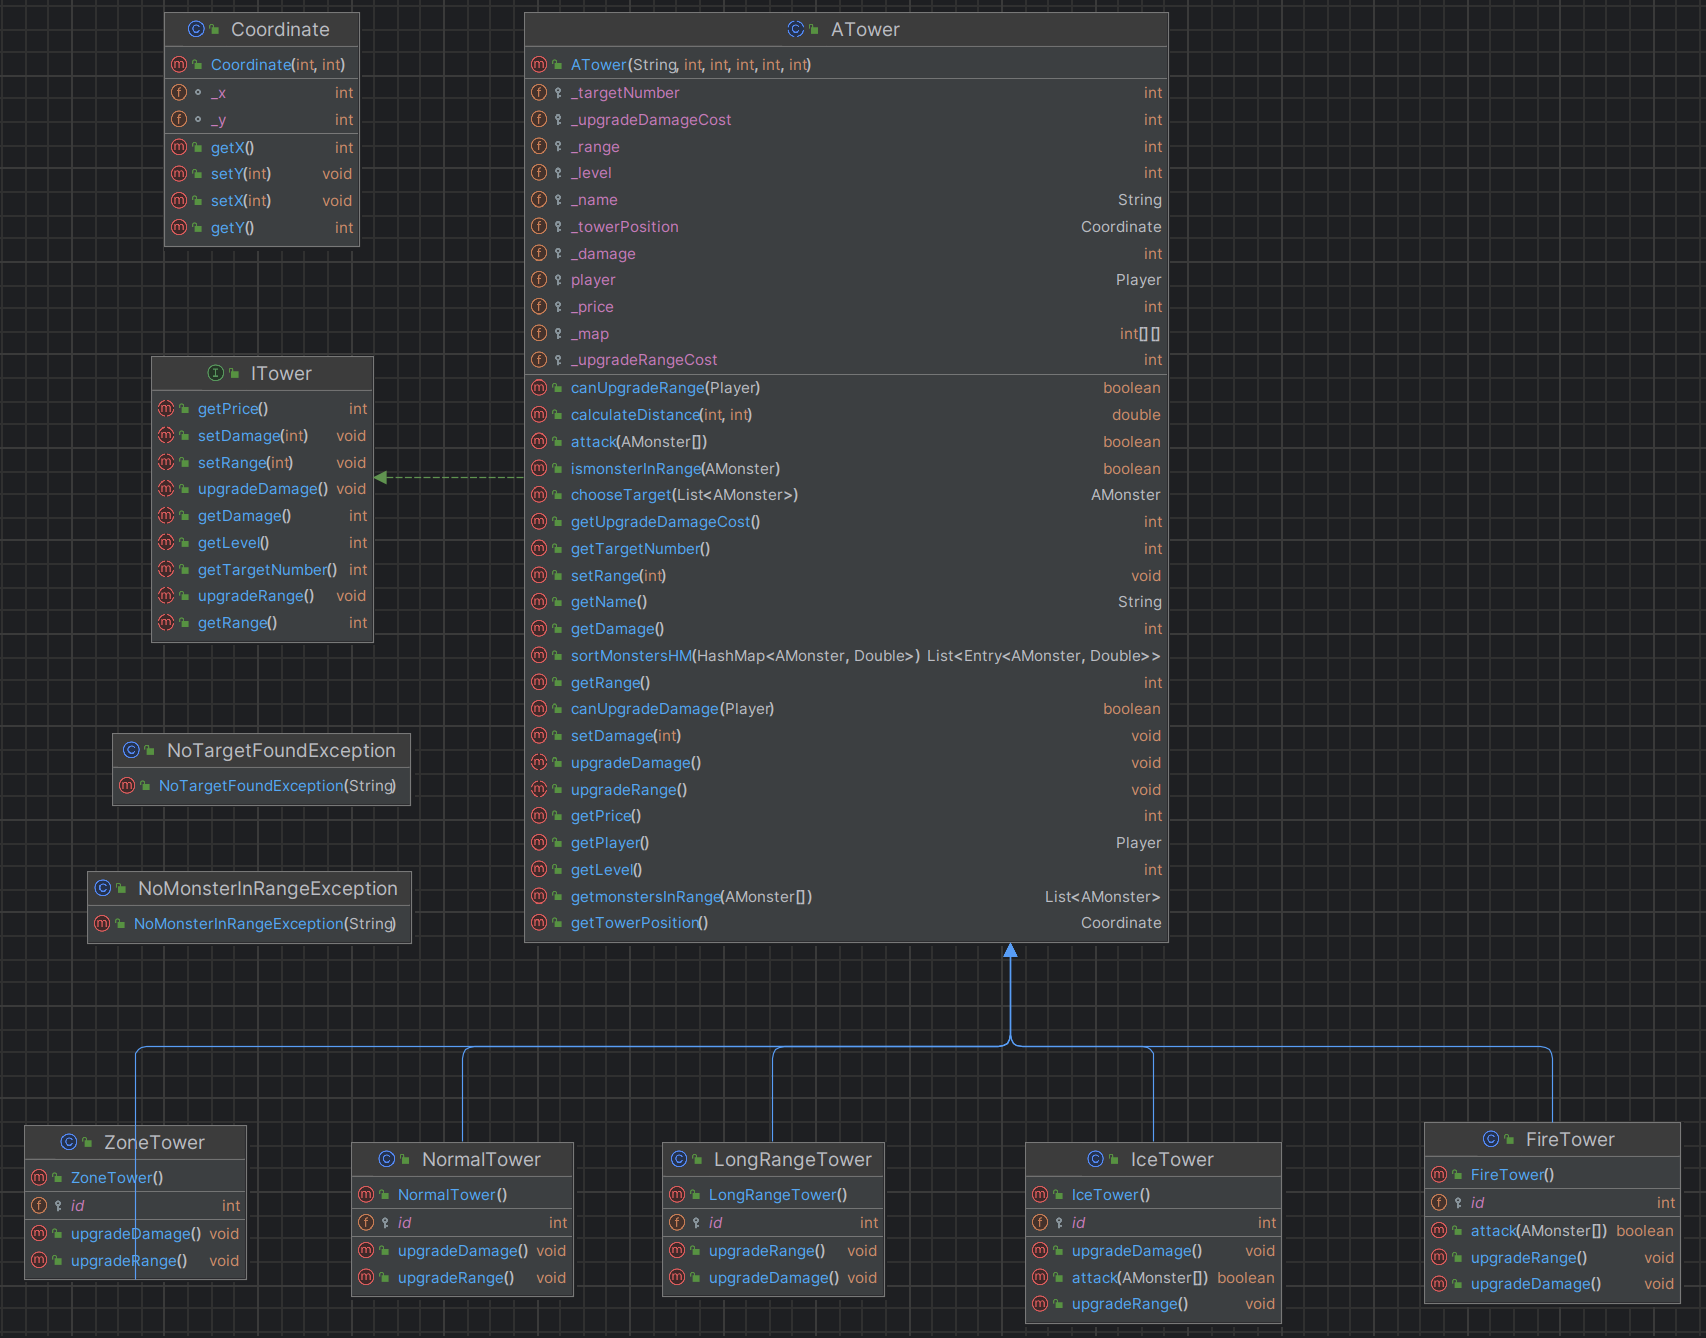 Coordinate
Coordinate(int, int)
_x int
_y int
getX() int
setY(int) void
setX(int) void
getY() int
ATower
ATower(String, int, int, int, int, int)
_targetNumber int
_upgradeDamageCost int
_range int
_level int
_name String
_towerPosition Coordinate
_damage int
player Player
_price int
_map int[][]
_upgradeRangeCost int
canUpgradeRange(Player) boolean
calculateDistance(int, int) double
attack(AMonster[]) boolean
ismonsterInRange(AMonster) boolean
chooseTarget(List<AMonster>) AMonster
getUpgradeDamageCost() int
getTargetNumber() int
setRange(int) void
getName() String
getDamage() int
sortMonstersHM(HashMap<AMonster, Double>) List<Entry<AMonster, Double>>
getRange() int
canUpgradeDamage(Player) boolean
setDamage(int) void
upgradeDamage() void
upgradeRange() void
getPrice() int
getPlayer() Player
getLevel() int
getmonstersInRange(AMonster[]) List<AMonster>
getTowerPosition() Coordinate
ITower
getPrice() int
setDamage(int) void
setRange(int) void
upgradeDamage() void
getDamage() int
getLevel() int
getTargetNumber() int
upgradeRange() void
getRange() int
NoTargetFoundException
NoTargetFoundException(String)
NoMonsterInRangeException
NoMonsterInRangeException(String)
ZoneTower
ZoneTower()
id int
upgradeDamage() void
upgradeRange() void
NormalTower
NormalTower()
id int
upgradeDamage() void
upgradeRange() void
LongRangeTower
LongRangeTower()
id int
upgradeRange() void
upgradeDamage() void
IceTower
IceTower()
id int
upgradeDamage() void
attack(AMonster[]) boolean
upgradeRange() void
FireTower
FireTower()
id int
attack(AMonster[]) boolean
upgradeRange() void
upgradeDamage() void